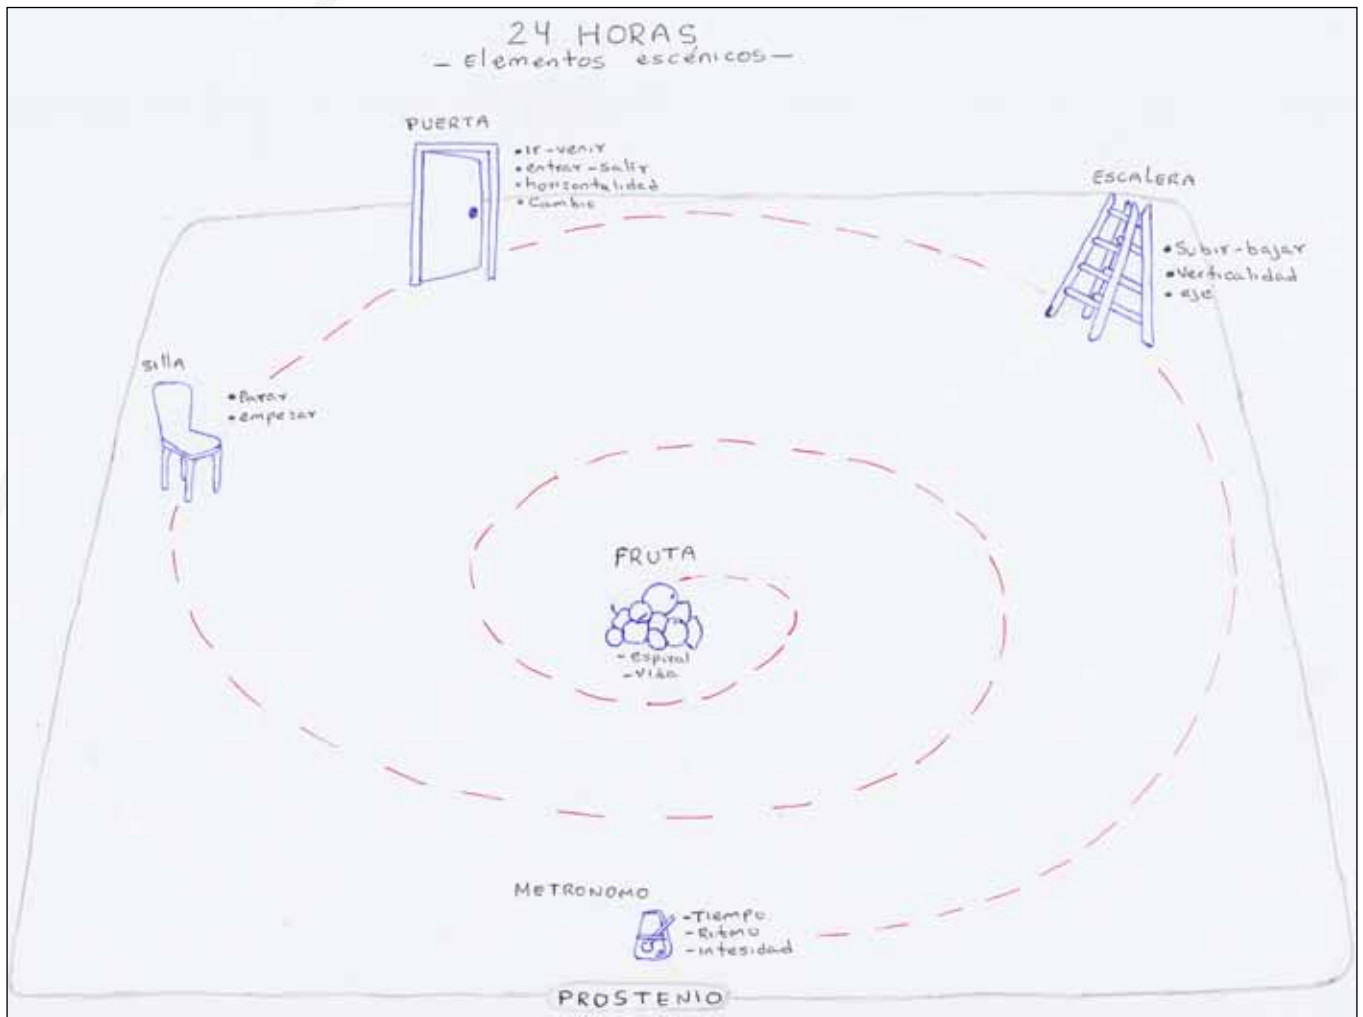 24 HORAS
- Elementos escénicos -
PUERTA
• Ir-venir
• entrar-salir
• horizontalidad
• Cambio
ESCALERA
• Subir-bajar
• Verticalidad
• eje
silla
• Parar
• empezar
FRUTA
- espiral
- Vida
METRONOMO
- Tiempo
- Ritmo
- intesidad
PROSTENIO